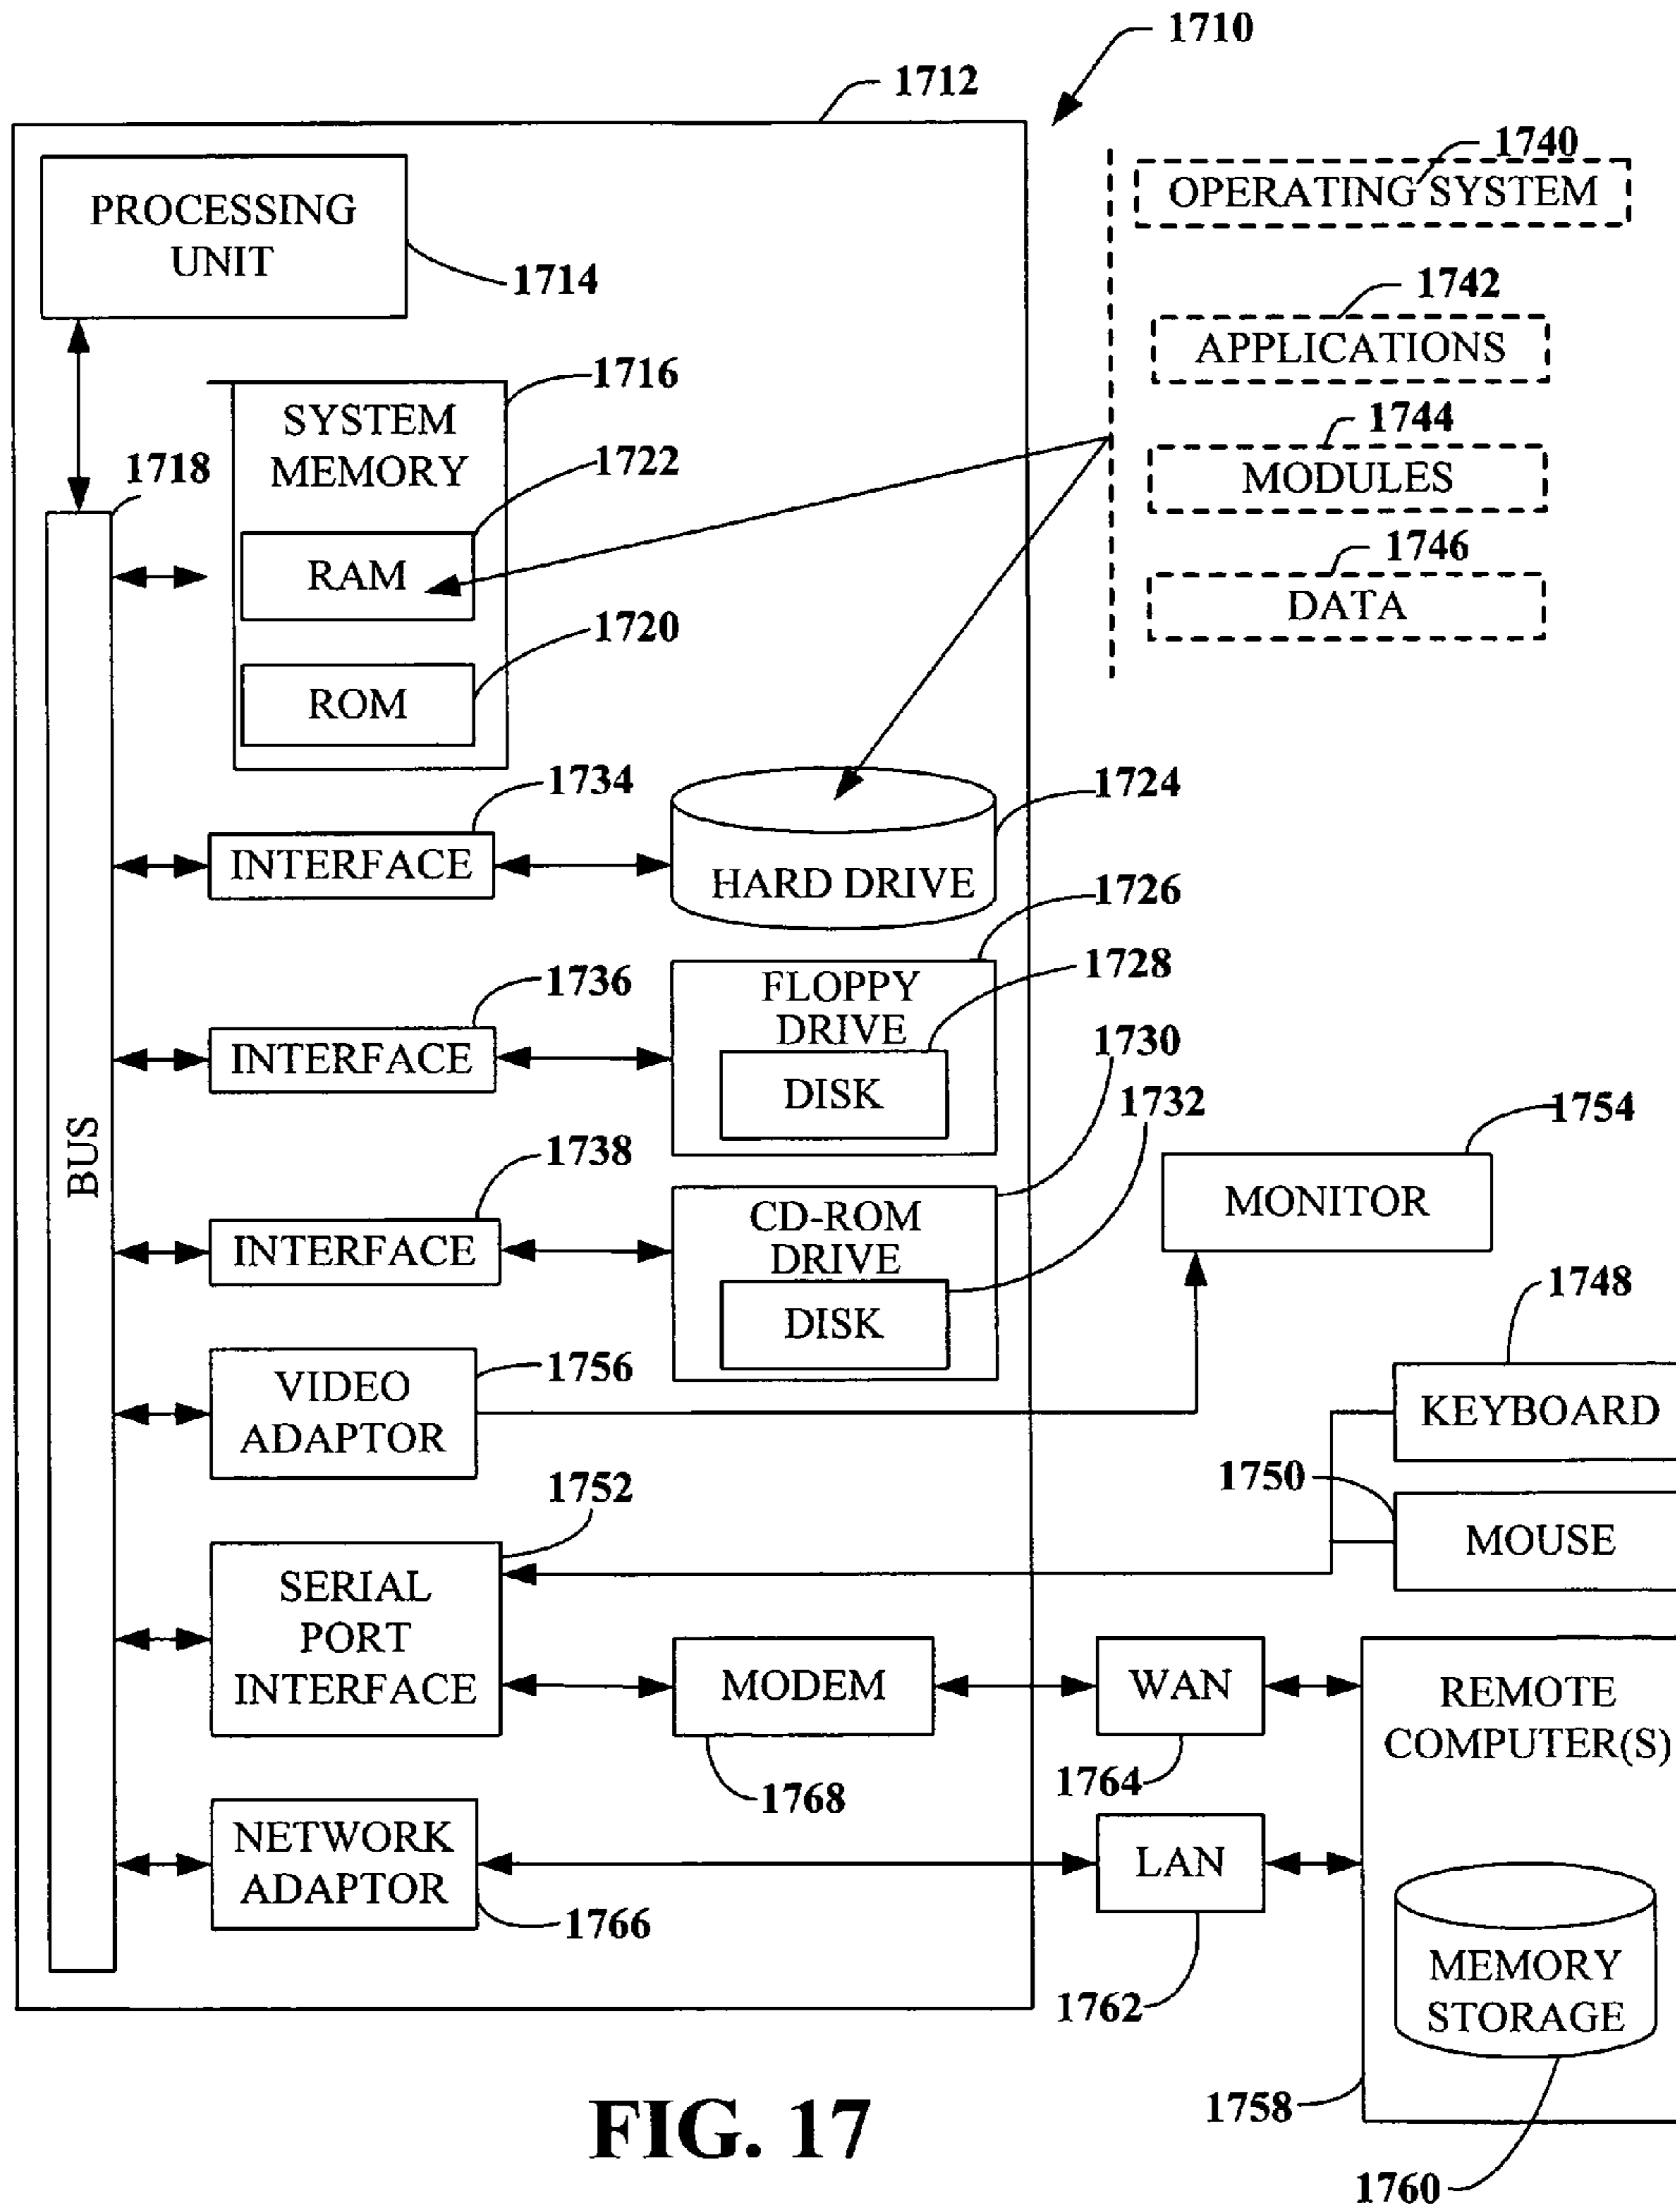 1710
1712
PROCESSING
UNIT
1714
1740
OPERATING SYSTEM
1742
APPLICATIONS
1744
MODULES
1746
DATA
1716
SYSTEM
MEMORY
1718
1722
RAM
1720
ROM
BUS
1734
INTERFACE
1724
HARD DRIVE
1726
1736
INTERFACE
FLOPPY
DRIVE
1728
DISK
1730
1732
1738
INTERFACE
CD-ROM
DRIVE
DISK
1754
MONITOR
1748
KEYBOARD
1756
VIDEO
ADAPTOR
1750
MOUSE
1752
SERIAL
PORT
INTERFACE
MODEM
1768
WAN
1764
REMOTE
COMPUTER(S)
NETWORK
ADAPTOR
1766
LAN
1762
MEMORY
STORAGE
1758
1760
FIG. 17